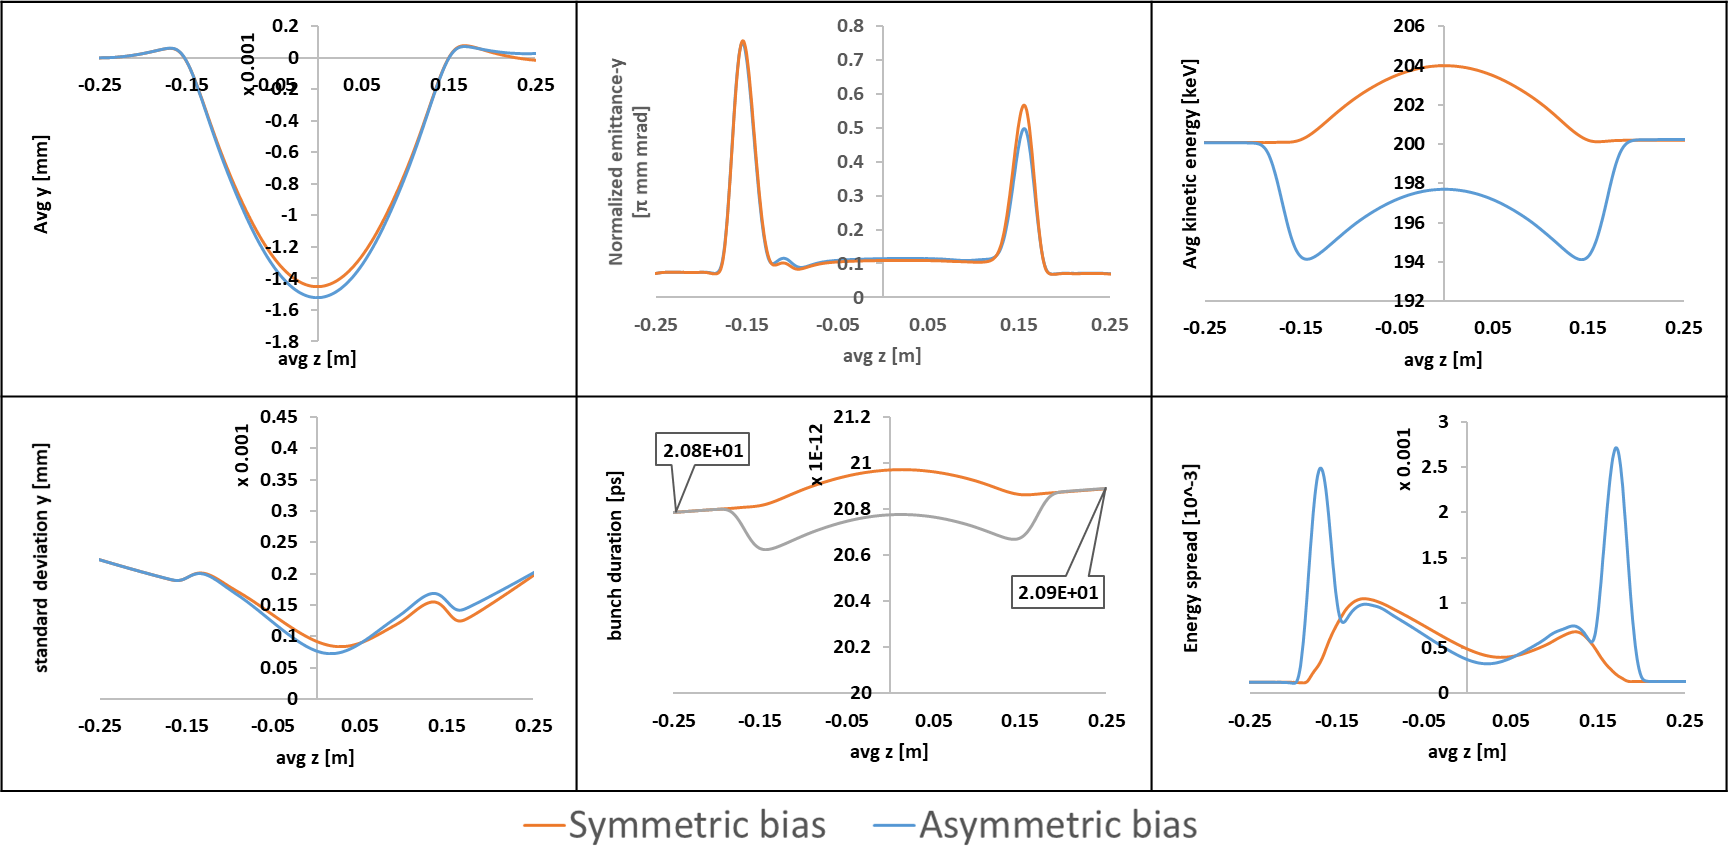 0.2
0
-0.2
-0.4
-0.6
-0.8
-1
-1.2
-1.4
-1.6
-1.8
x 0.001
-0.25 -0.15 -0.05 0.05 0.15 0.25
Avg y [mm]
avg z [m]
0.8
0.7
0.6
0.5
0.4
0.3
0.2
0.1
0
Normalized emittance-y
[π mm mrad]
-0.25 -0.15 -0.05 0.05 0.15 0.25
avg z [m]
206
204
202
200
198
196
194
192
Avg kinetic energy [keV]
-0.25 -0.15 -0.05 0.05 0.15 0.25
avg z [m]
0.45
0.4
0.35
0.3
0.25
0.2
0.15
0.1
0.05
0
x 0.001
standard deviation y [mm]
-0.25 -0.15 -0.05 0.05 0.15 0.25
avg z [m]
21.2
21
20.8
20.6
20.4
20.2
20
x 1E-12
2.08E+01
2.09E+01
bunch duration [ps]
-0.25 -0.15 -0.05 0.05 0.15 0.25
avg z [m]
3
2.5
2
1.5
1
0.5
0
x 0.001
Energy spread [10^-3]
-0.25 -0.15 -0.05 0.05 0.15 0.25
avg z [m]
Symmetric bias Asymmetric bias